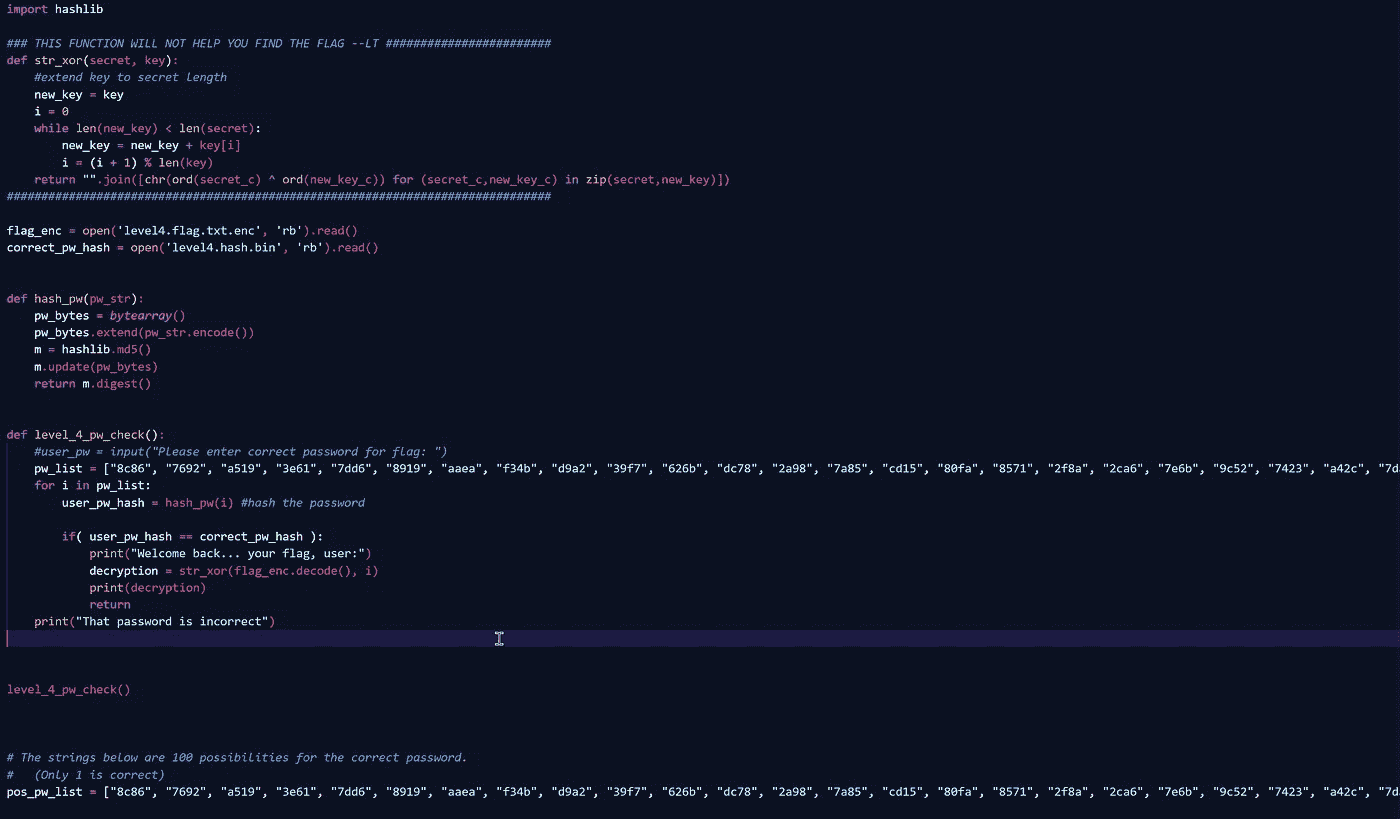 import hashlib
### THIS FUNCTION WILL NOT HELP YOU FIND THE FLAG --LT ########################
def str_xor(secret, key):
    #extend key to secret length
    new_key = key
    i = 0
    while len(new_key) < len(secret):
        new_key = new_key + key[i]
        i = (i + 1) % len(key)
    return "".join([chr(ord(secret_c) ^ ord(new_key_c)) for (secret_c,new_key_c) in zip(secret,new_key)])
###############################################################################
flag_enc = open('level4.flag.txt.enc', 'rb').read()
correct_pw_hash = open('level4.hash.bin', 'rb').read()
def hash_pw(pw_str):
    pw_bytes = bytearray()
    pw_bytes.extend(pw_str.encode())
    m = hashlib.md5()
    m.update(pw_bytes)
    return m.digest()
def level_4_pw_check():
    #user_pw = input("Please enter correct password for flag: ")
    pw_list = ["8c86", "7692", "a519", "3e61", "7dd6", "8919", "aaea", "f34b", "d9a2", "39f7", "626b", "dc78", "2a98", "7a85", "cd15", "80fa", "8571", "2f8a", "2ca6", "7e6b", "9c52", "7423", "a42c", "7d
    for i in pw_list:
        user_pw_hash = hash_pw(i) #hash the password
        if( user_pw_hash == correct_pw_hash ):
            print("Welcome back... your flag, user:")
            decryption = str_xor(flag_enc.decode(), i)
            print(decryption)
            return
    print("That password is incorrect")
level_4_pw_check()
# The strings below are 100 possibilities for the correct password.
#   (Only 1 is correct)
pos_pw_list = ["8c86", "7692", "a519", "3e61", "7dd6", "8919", "aaea", "f34b", "d9a2", "39f7", "626b", "dc78", "2a98", "7a85", "cd15", "80fa", "8571", "2f8a", "2ca6", "7e6b", "9c52", "7423", "a42c", "7d